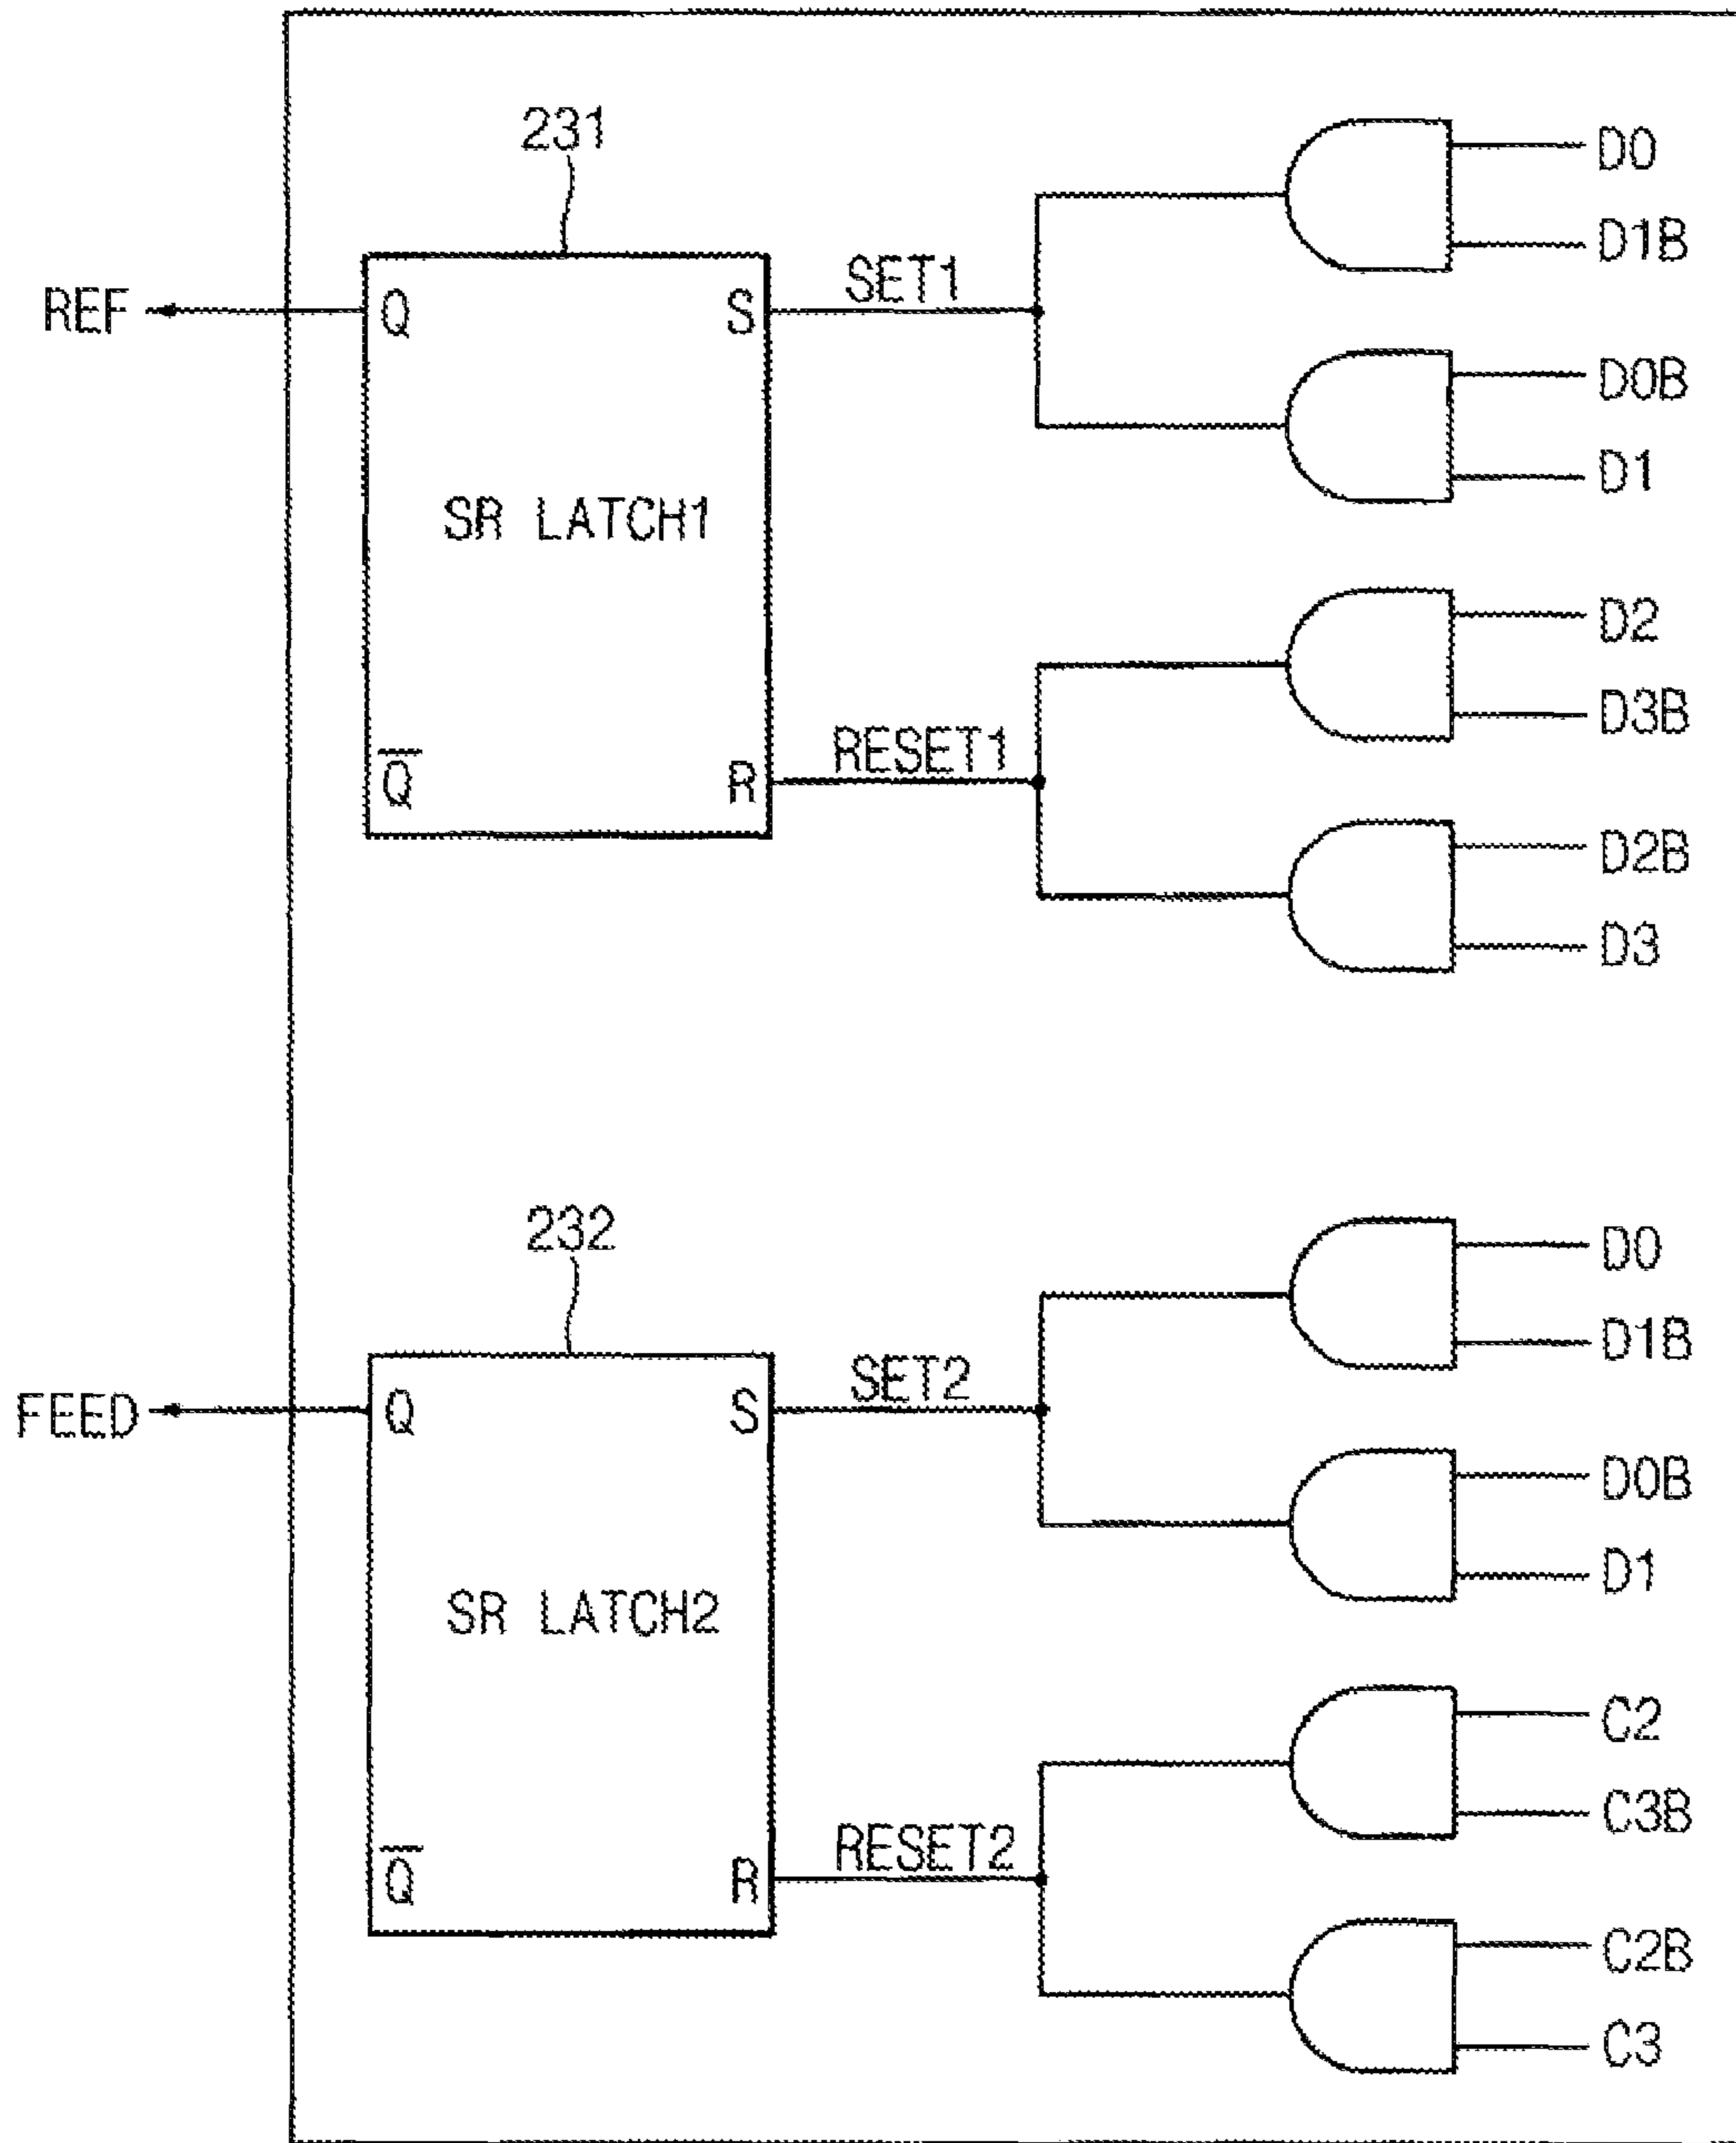 231
D0
D1B
REF
Q
S
SET1
D0B
D1
SR LATCH1
D2
D3B
Q
R
RESET1
D2B
D3
232
D0
D1B
FEED
Q
S
SET2
D0B
D1
SR LATCH2
C2
C3B
Q
R
RESET2
C2B
C3